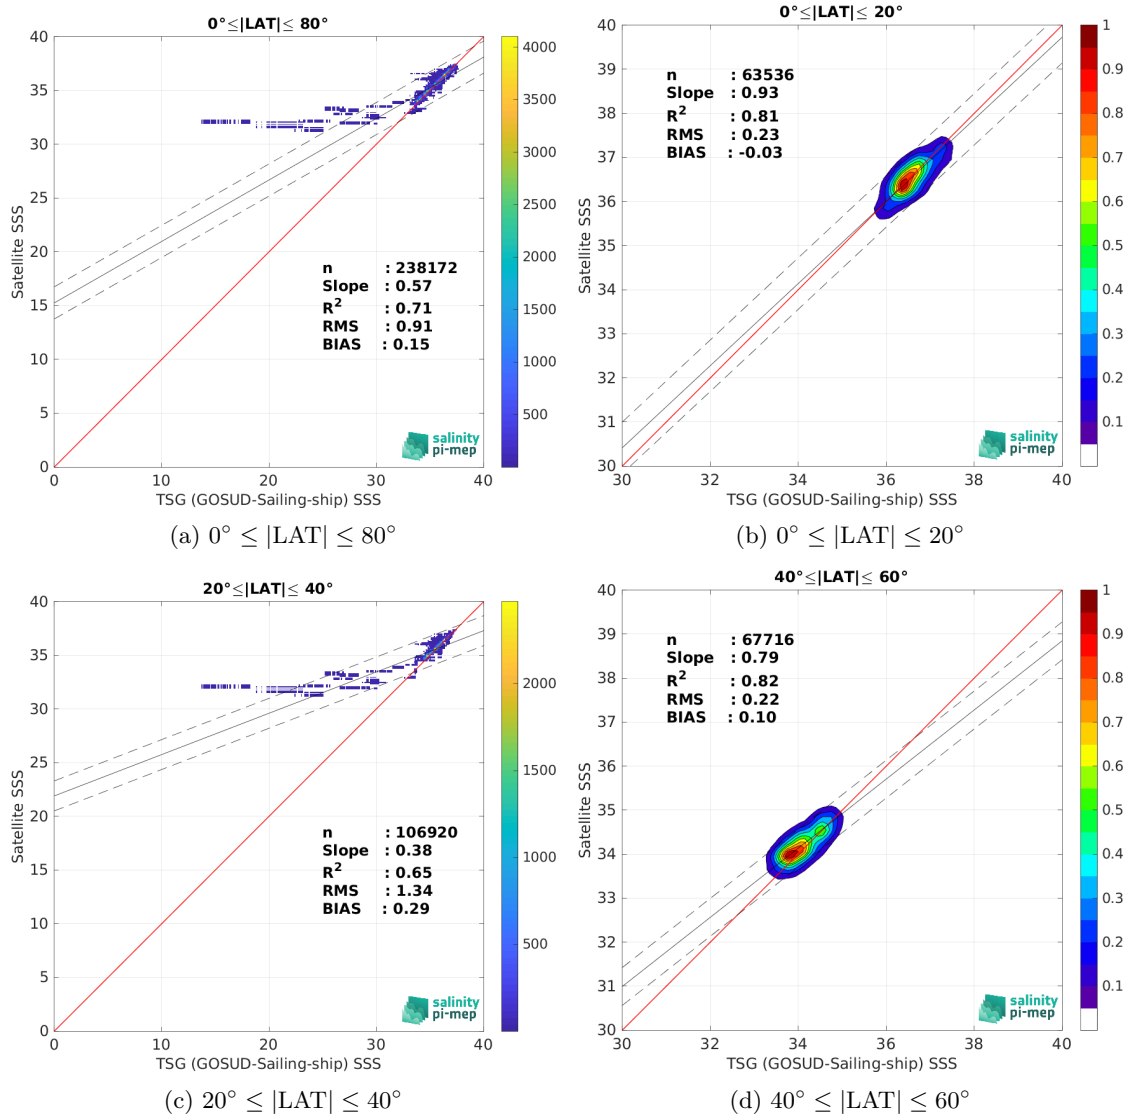 0°≤|LAT|≤ 80°
40
35
30
25
20
15
10
5
0
Satellite SSS
n : 238172
Slope : 0.57
R² : 0.71
RMS : 0.91
BIAS : 0.15
salinity
pi-mep
0 10 20 30 40
TSG (GOSUD-Sailing-ship) SSS
4000
3500
3000
2500
2000
1500
1000
500
(a) 0° ≤ |LAT| ≤ 80°
0°≤|LAT|≤ 20°
40
39
38
37
36
35
34
33
32
31
30
Satellite SSS
n : 63536
Slope : 0.93
R² : 0.81
RMS : 0.23
BIAS : -0.03
salinity
pi-mep
30 32 34 36 38 40
TSG (GOSUD-Sailing-ship) SSS
1
0.9
0.8
0.7
0.6
0.5
0.4
0.3
0.2
0.1
(b) 0° ≤ |LAT| ≤ 20°
20°≤|LAT|≤ 40°
40
35
30
25
20
15
10
5
0
Satellite SSS
n : 106920
Slope : 0.38
R² : 0.65
RMS : 1.34
BIAS : 0.29
salinity
pi-mep
0 10 20 30 40
TSG (GOSUD-Sailing-ship) SSS
2000
1500
1000
500
(c) 20° ≤ |LAT| ≤ 40°
40°≤|LAT|≤ 60°
40
39
38
37
36
35
34
33
32
31
30
Satellite SSS
n : 67716
Slope : 0.79
R² : 0.82
RMS : 0.22
BIAS : 0.10
salinity
pi-mep
30 32 34 36 38 40
TSG (GOSUD-Sailing-ship) SSS
1
0.9
0.8
0.7
0.6
0.5
0.4
0.3
0.2
0.1
(d) 40° ≤ |LAT| ≤ 60°